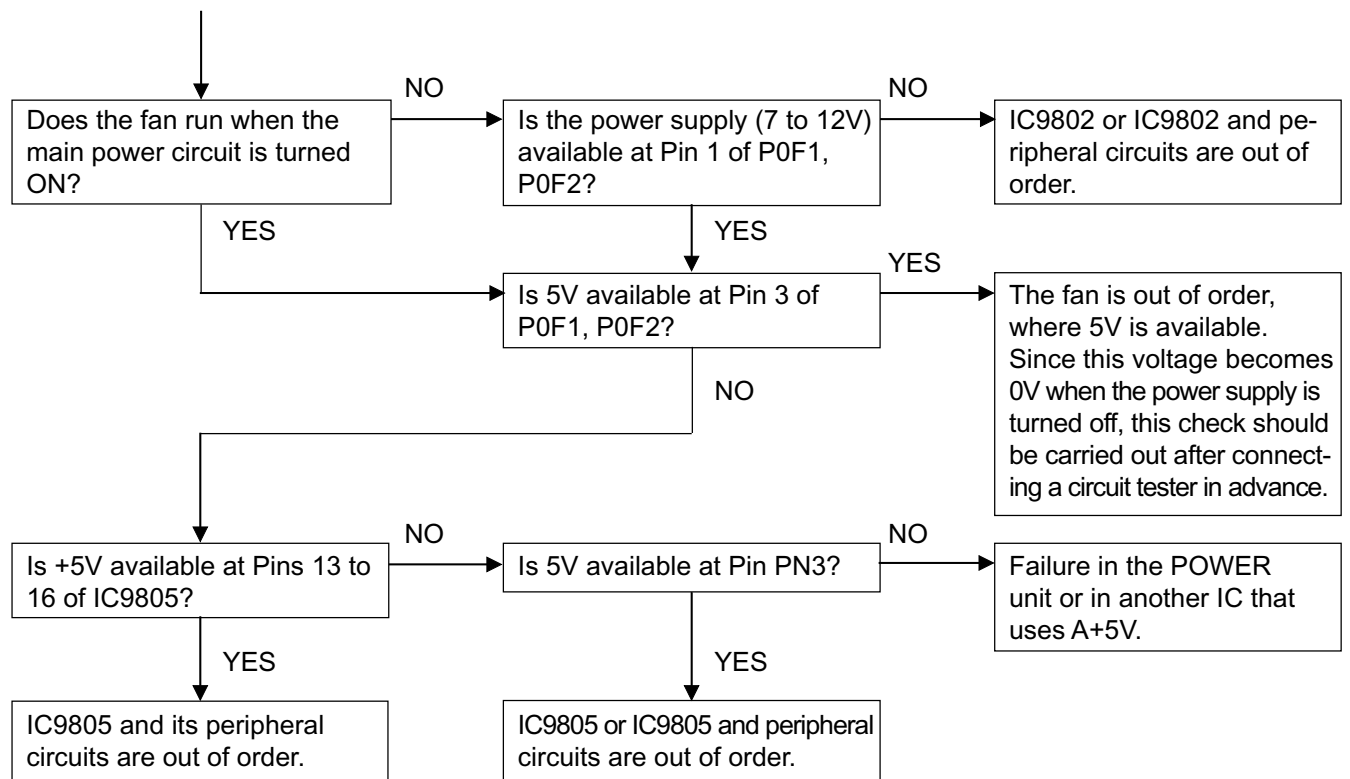 NO
NO
Does the fan run when the
main power circuit is turned
ON?
Is the power supply (7 to 12V)
available at Pin 1 of P0F1,
P0F2?
IC9802 or IC9802 and pe-
ripheral circuits are out of
order.
YES
YES
YES
Is 5V available at Pin 3 of
P0F1, P0F2?
The fan is out of order,
where 5V is available.
Since this voltage becomes
0V when the power supply is
turned off, this check should
be carried out after connect-
ing a circuit tester in advance.
NO
NO
NO
Is +5V available at Pins 13 to
16 of IC9805?
Is 5V available at Pin PN3?
Failure in the POWER
unit or in another IC that
uses A+5V.
YES
YES
IC9805 and its peripheral
circuits are out of order.
IC9805 or IC9805 and peripheral
circuits are out of order.